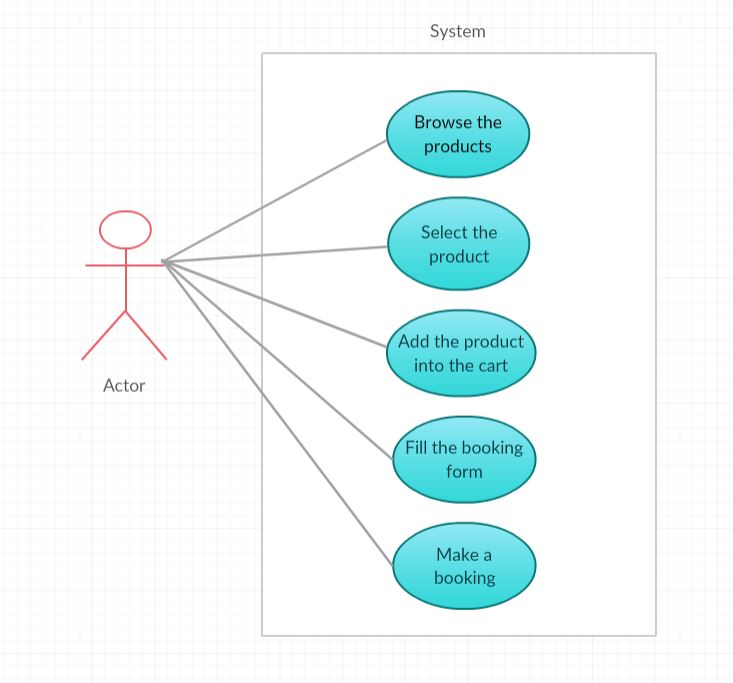 System
Browse the
products
Select the
product
Add the product
into the cart
Actor
Fill the booking
form
Make a
booking